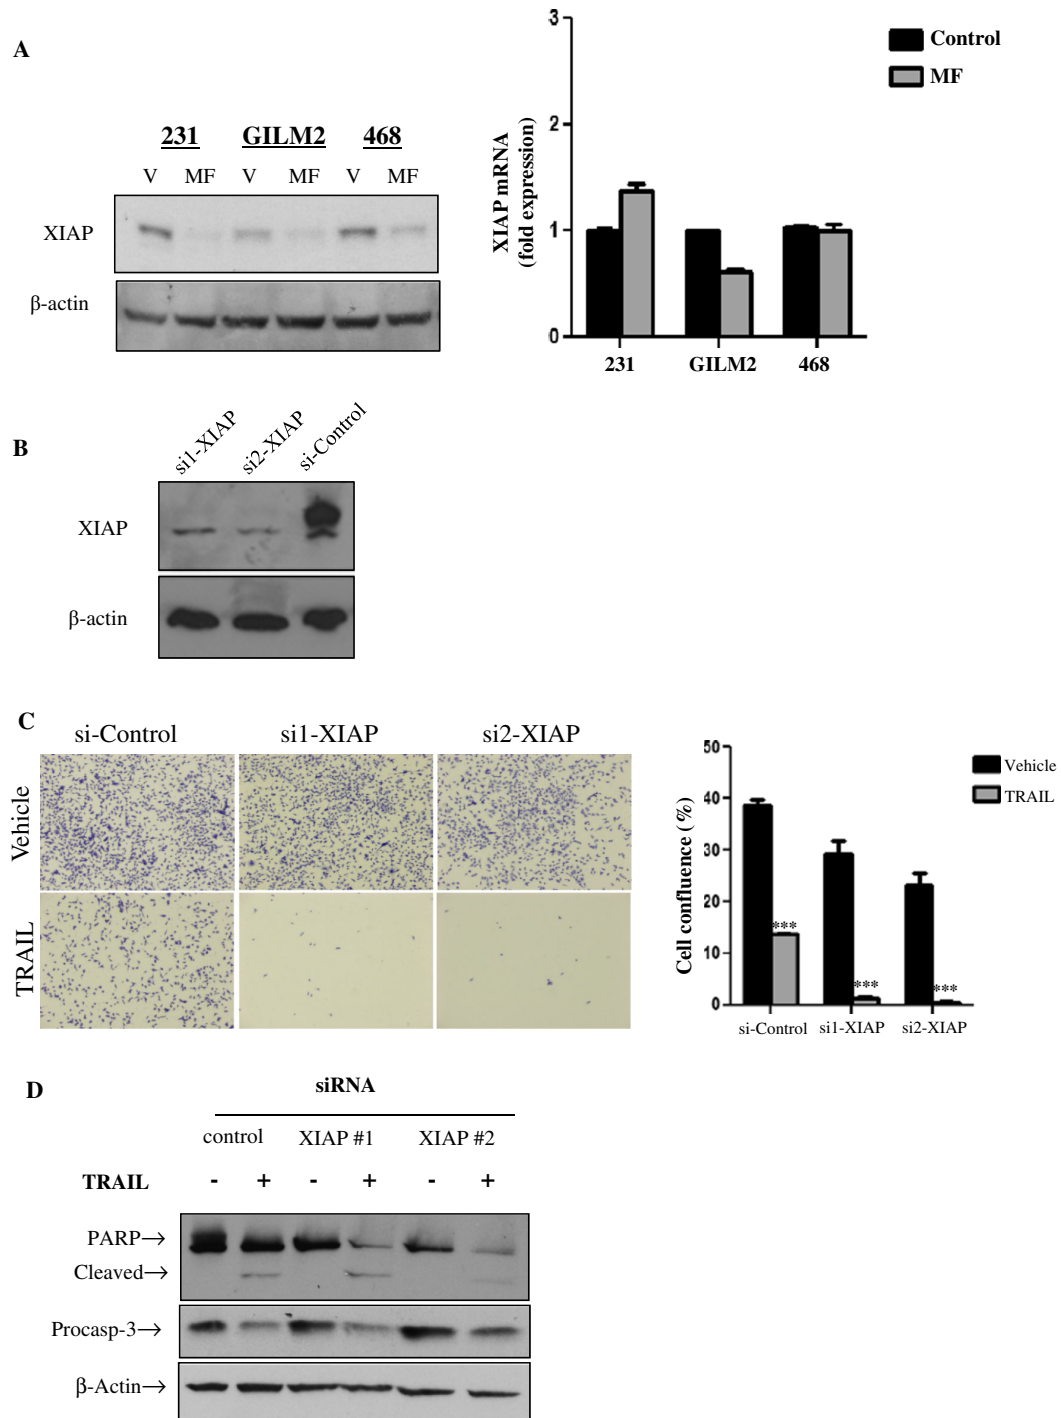 A
231 GILM2 468
V MF V MF V MF
XIAP
β-actin
XIAP mRNA
(fold expression)
3
2
1
0
231 GILM2 468
Control
MF
B
si1-XIAP si2-XIAP si-Control
XIAP
β-actin
C
si-Control si1-XIAP si2-XIAP
Vehicle
TRAIL
Cell confluence (%)
50
40
30
20
10
0
*** *** ***
si-Control si1-XIAP si2-XIAP
Vehicle
TRAIL
D
siRNA
control XIAP #1 XIAP #2
TRAIL - + - + - +
PARP→
Cleaved→
Procasp-3→
β-Actin→